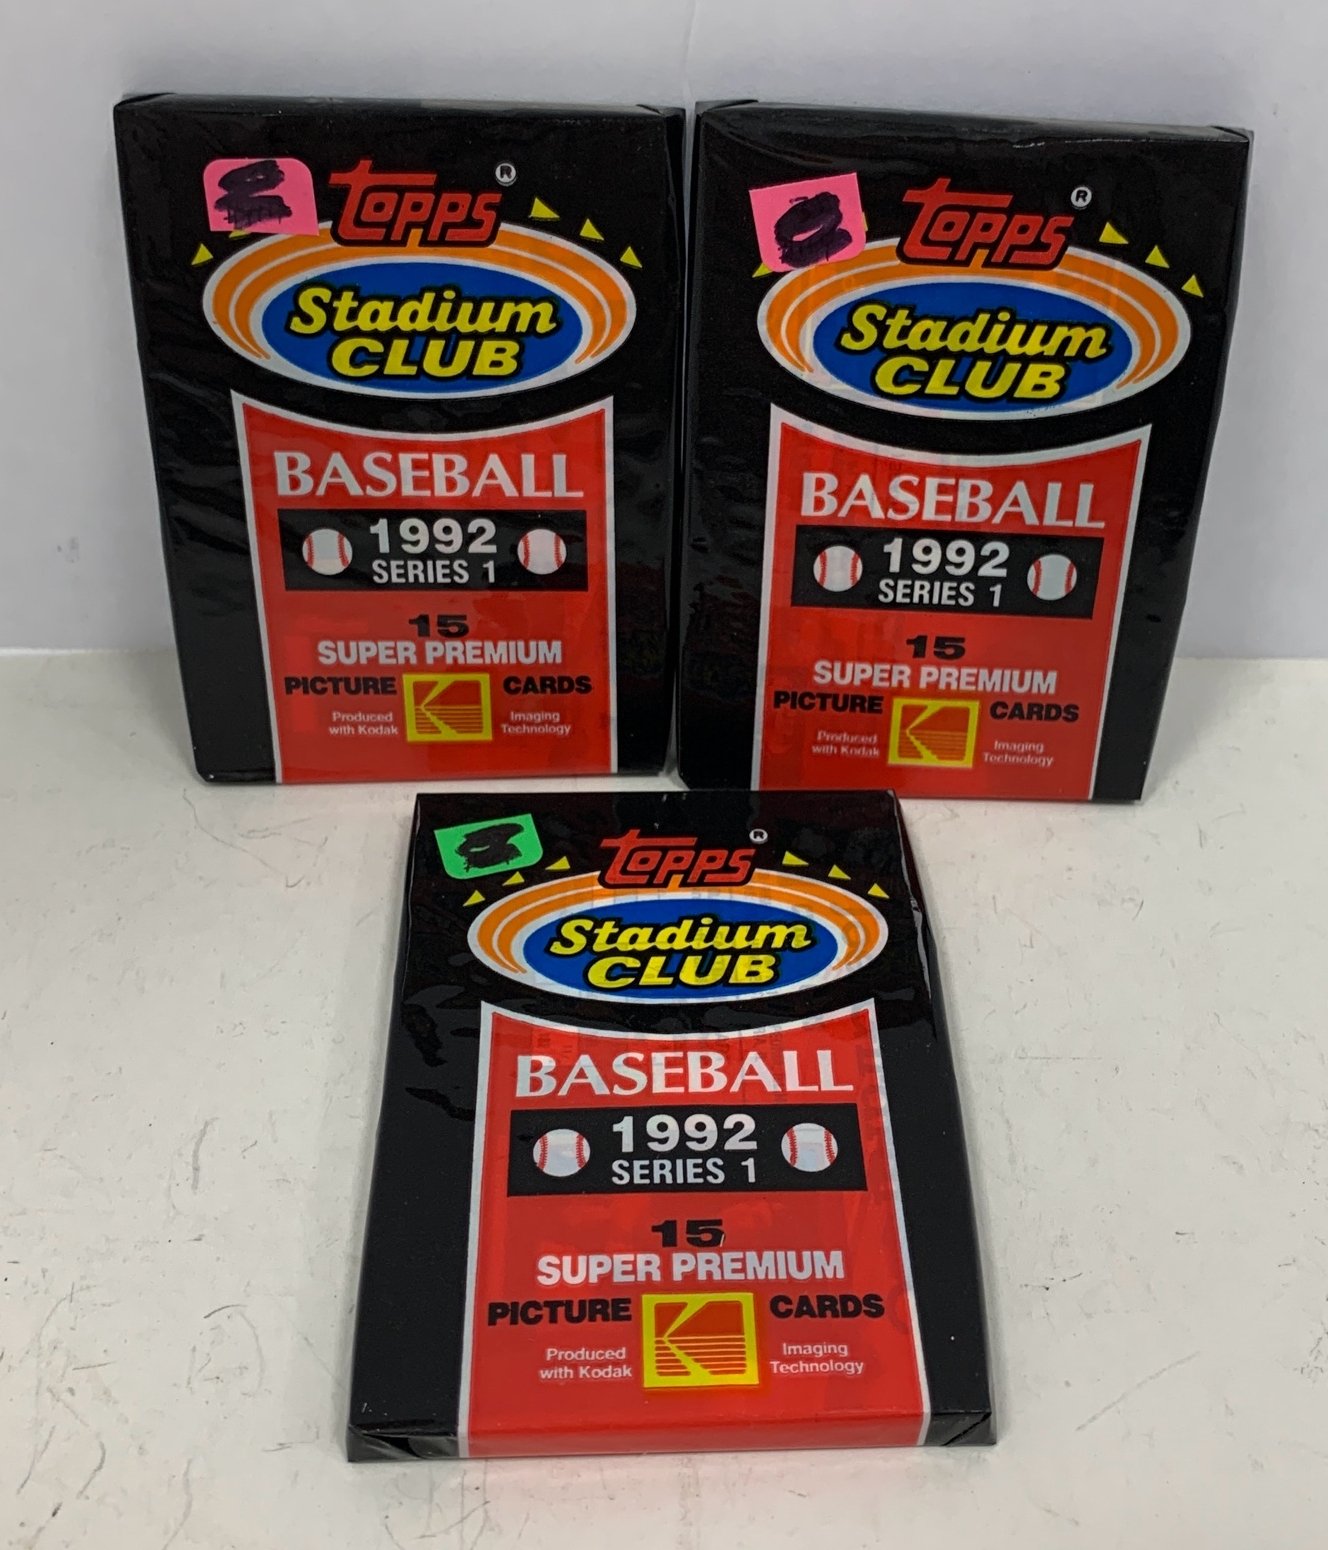 Topps®
Stadium
CLUB
BASEBALL
1992
SERIES 1
15
SUPER PREMIUM
PICTURE CARDS
Produced
with Kodak
Imaging
Technology
Topps®
Stadium
CLUB
BASEBALL
1992
SERIES 1
15
SUPER PREMIUM
PICTURE CARDS
Produced
with Kodak
Imaging
Technology
Topps®
Stadium
CLUB
BASEBALL
1992
SERIES 1
15
SUPER PREMIUM
PICTURE CARDS
Produced
with Kodak
Imaging
Technology